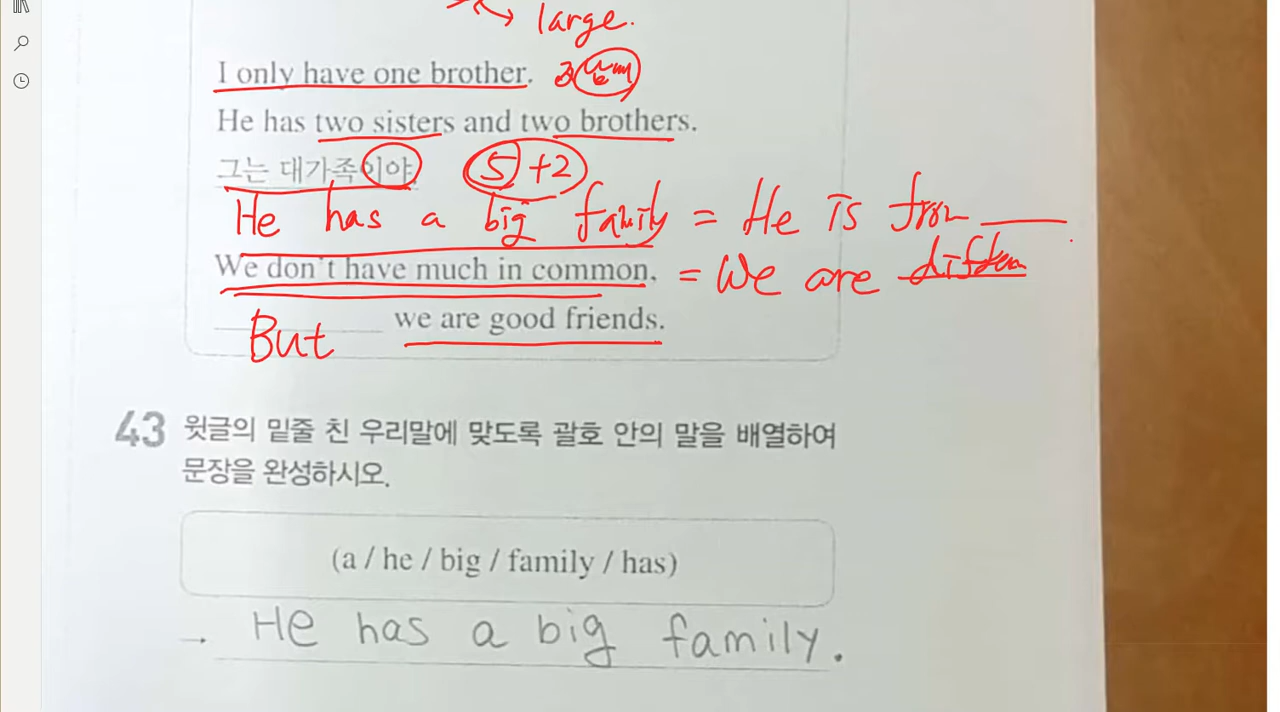 large.
I only have one brother.
He has two sisters and two brothers.
그는 대가족이야. 5 +2
He has a big family = He is from
We don't have much in common. = We are
But we are good friends.
43 윗글의 밑줄 친 우리말에 맞도록 괄호 안의 말을 배열하여
문장을 완성하시오.
(a / he / big / family / has)
→ He has a big family.